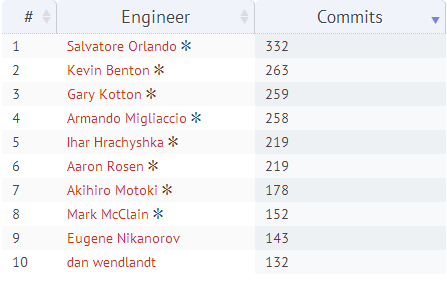 # Engineer Commits
1 Salvatore Orlando * 332
2 Kevin Benton * 263
3 Gary Kotton * 259
4 Armando Migliaccio * 258
5 Ihar Hrachyshka * 219
6 Aaron Rosen * 219
7 Akihiro Motoki * 178
8 Mark McClain * 152
9 Eugene Nikanorov 143
10 dan wendlandt 132